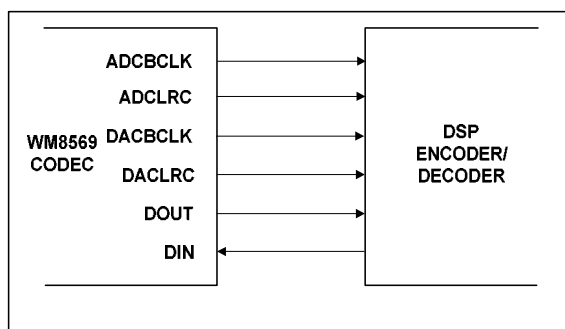 ADCBCLK
ADCLRC
WM8569
CODEC
DACBCLK
DACLRC
DOUT
DIN
DSP
ENCODER/
DECODER